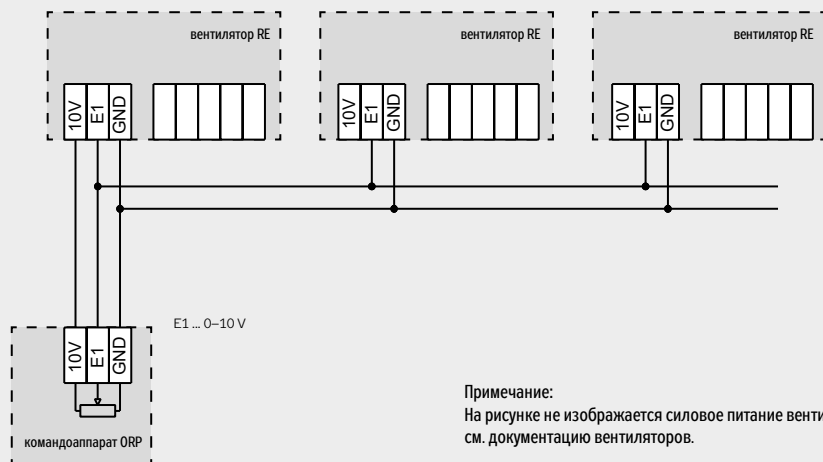 вентилятор RE
вентилятор RE
вентилятор RE
10V E1 GND
10V E1 GND
10V E1 GND
E1 ... 0–10 V
10V E1 GND
командоаппарат ORP
Примечание:
На рисунке не изображается силовое питание венти
см. документацию вентиляторов.